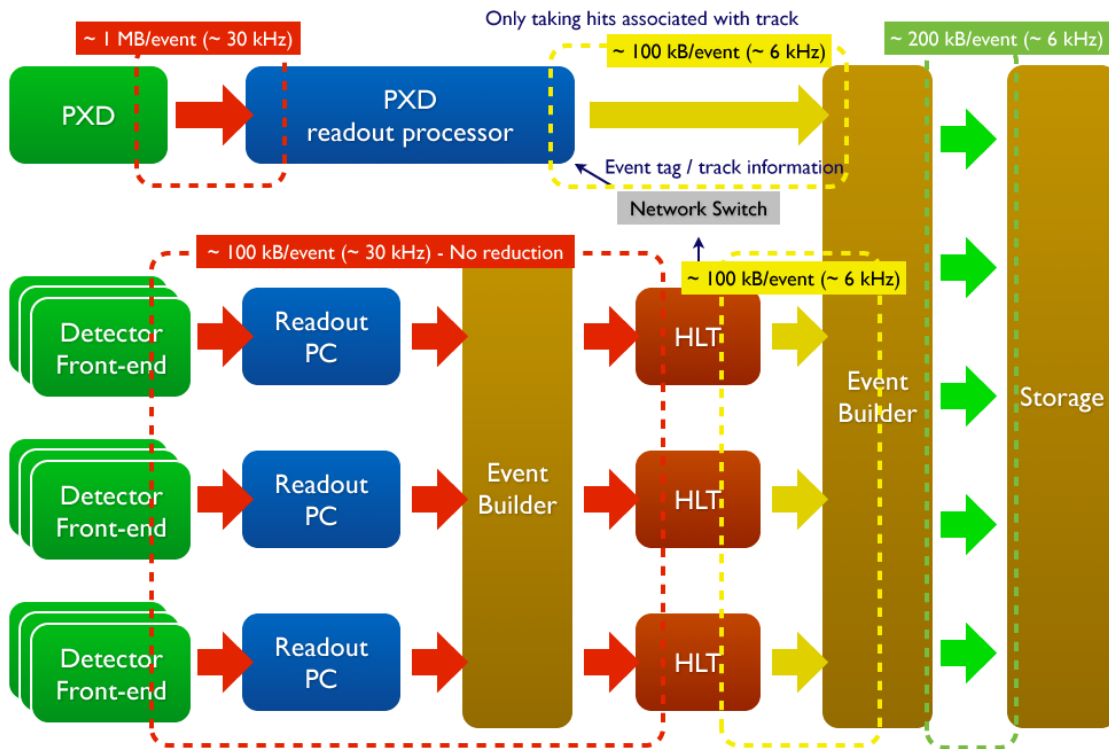 Only taking hits associated with track
~ 1 MB/event (~ 30 kHz)
~ 100 kB/event (~ 6 kHz)
~ 200 kB/event (~ 6 kHz)
PXD
PXD
readout processor
Event tag / track information
Network Switch
~ 100 kB/event (~ 30 kHz) - No reduction
~ 100 kB/event (~ 6 kHz)
Detector
Front-end
Readout
PC
HLT
Event
Builder
Storage
Detector
Front-end
Readout
PC
Event
Builder
HLT
Detector
Front-end
Readout
PC
HLT